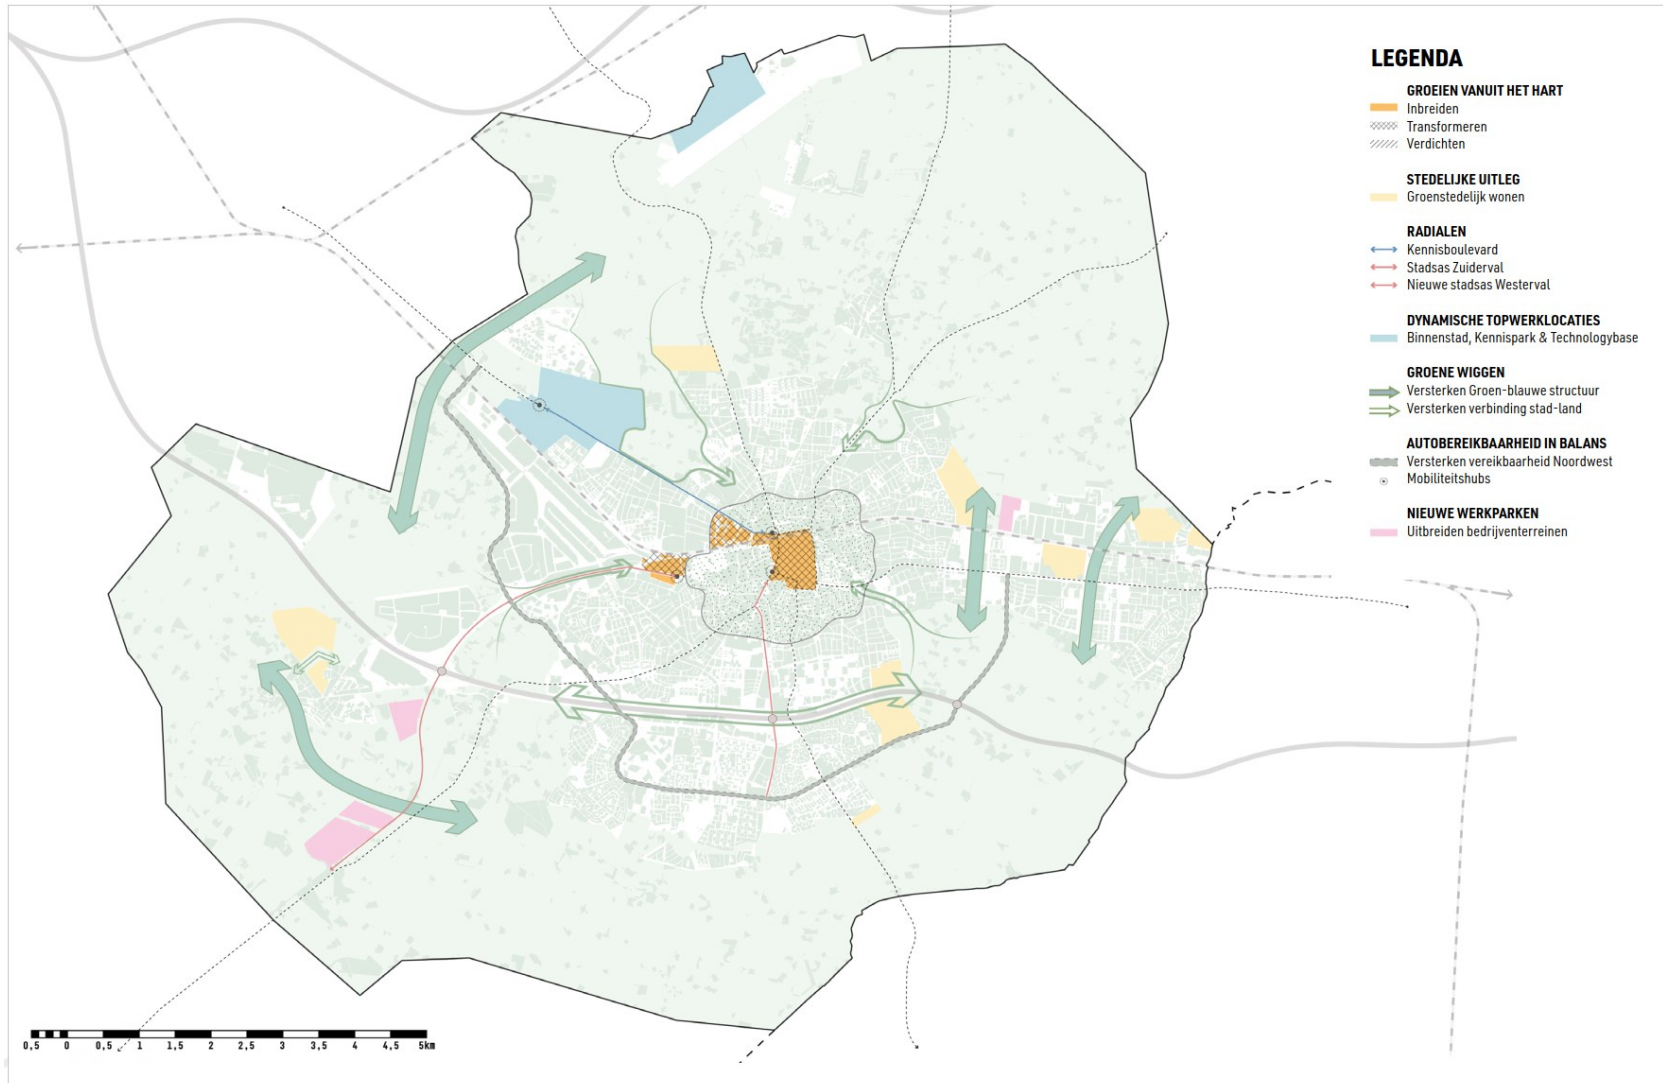 LEGENDA
GROEIEN VANUIT HET HART
Inbreiden
Transformeren
Verdichten
STEDELIJKE UITLEG
Groenstedelijk wonen
RADIALEN
Kennisboulevard
Stadsas Zuiderval
Nieuwe stadsas Westerval
DYNAMISCHE TOPWERKLOCATIES
Binnenstad, Kennispark & Technologybase
GROENE WIGGEN
Versterken Groen-blauwe structuur
Versterken verbinding stad-land
AUTOBEREIKBAARHEID IN BALANS
Versterken vereikbaarheid Noordwest
Mobiliteitshubs
NIEUWE WERKPARKEN
Uitbreiden bedrijventerreinen
0,5 0 0,5 1 1,5 2 2,5 3 3,5 4 4,5 5km